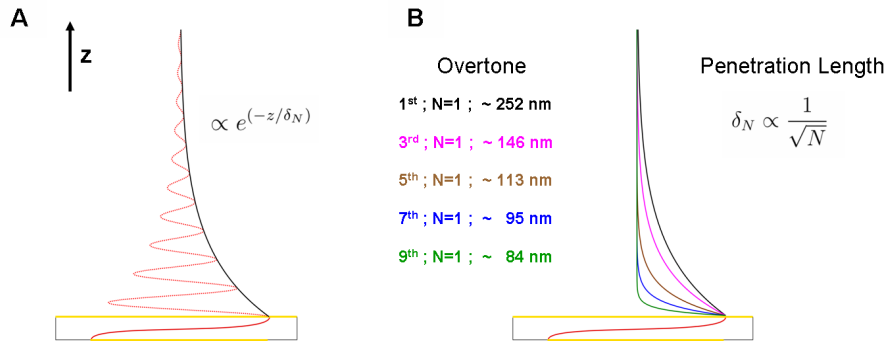 A
z
∝ e^(−z/δ_N)
B
Overtone
1st ; N=1 ; ~ 252 nm
3rd ; N=1 ; ~ 146 nm
5th ; N=1 ; ~ 113 nm
7th ; N=1 ; ~ 95 nm
9th ; N=1 ; ~ 84 nm
Penetration Length
δ_N ∝ 1/√N